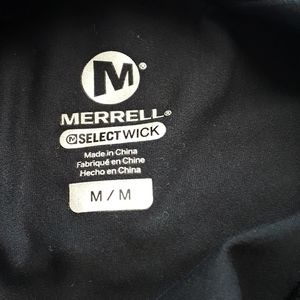 M®
MERRELL®
M SELECT WICK
Made in China
Fabriqué en Chine
Hecho en China
M / M